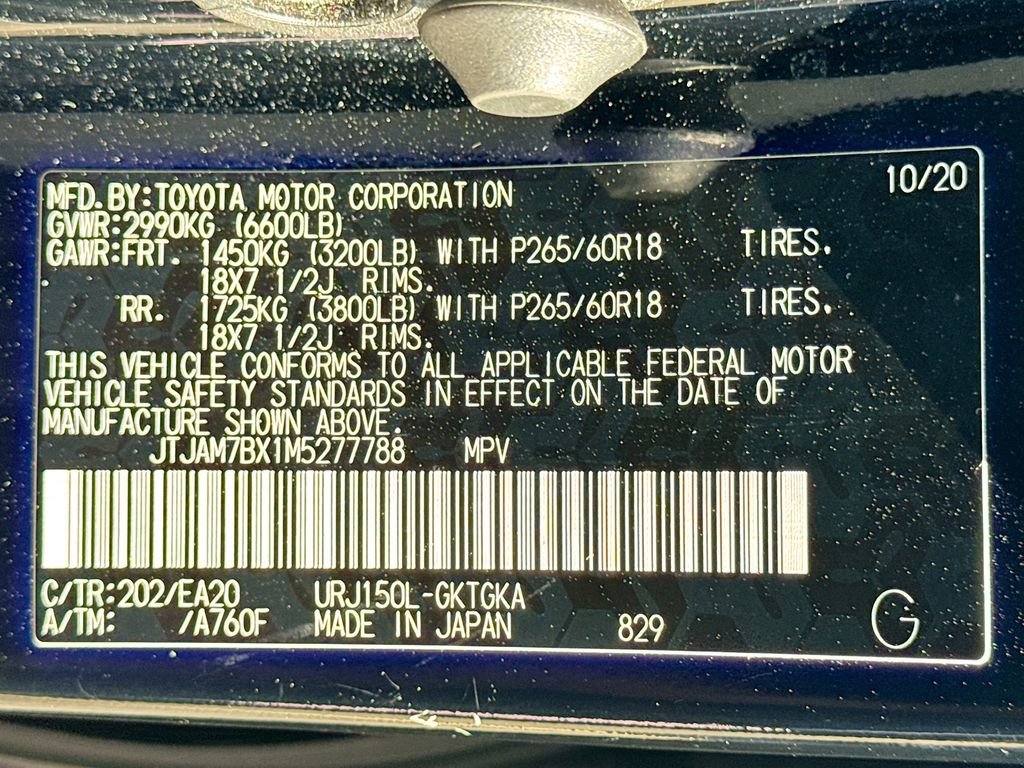 10/20
MFD.BY:TOYOTA MOTOR CORPORATION
GVWR:2990KG (6600LB)
GAWR:FRT. 1450KG (3200LB) WITH P265/60R18 TIRES.
18X7 1/2J RIMS.
RR. 1725KG (3800LB) WITH P265/60R18 TIRES.
18X7 1/2J RIMS.
THIS VEHICLE CONFORMS TO ALL APPLICABLE FEDERAL MOTOR
VEHICLE SAFETY STANDARDS IN EFFECT ON THE DATE OF
MANUFACTURE SHOWN ABOVE.
JTJAM7BX1M5277788 MPV
C/TR:202/EA20 URJ150L-GKTGKA
A/TM: /A760F MADE IN JAPAN 829 G